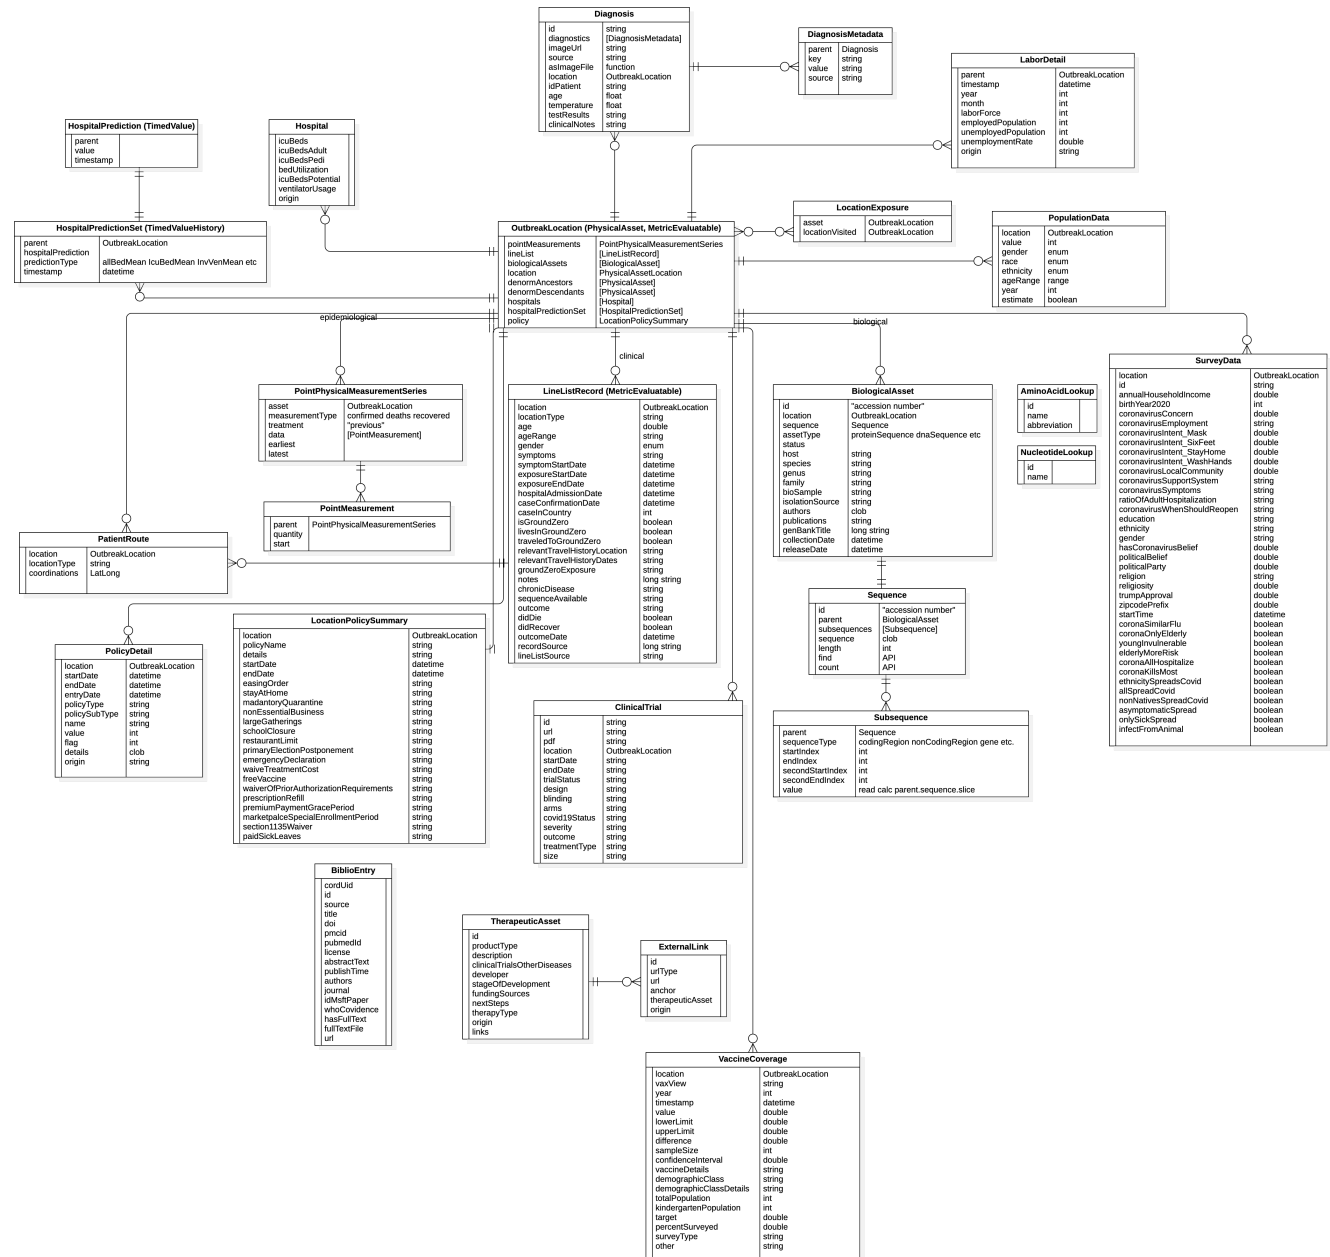 Diagnosis
id string
diagnostics [DiagnosisMetadata]
imageUrl string
source string
asImageFile function
location OutbreakLocation
idPatient string
age float
temperature float
testResults string
clinicalNotes string
DiagnosisMetadata
parent Diagnosis
key string
value string
source string
LaborDetail
parent OutbreakLocation
timestamp datetime
year int
month int
laborForce int
employedPopulation int
unemployedPopulation int
unemploymentRate double
origin string
HospitalPrediction (TimedValue)
parent
value
timestamp
Hospital
icuBeds
icuBedsAdult
icuBedsPedi
bedUtilization
icuBedsPotential
ventilatorUsage
origin
HospitalPredictionSet (TimedValueHistory)
parent OutbreakLocation
hospitalPrediction
predictionType allBedMean IcuBedMean InvVenMean etc
timestamp datetime
OutbreakLocation (PhysicalAsset, MetricEvaluatable)
pointMeasurements PointPhysicalMeasurementSeries
lineList [LineListRecord]
biologicalAssets [BiologicalAsset]
location PhysicalAssetLocation
denormAncestors [PhysicalAsset]
denormDescendants [PhysicalAsset]
hospitals [Hospital]
hospitalPredictionSet [HospitalPredictionSet]
policy LocationPolicySummary
LocationExposure
asset OutbreakLocation
locationVisited OutbreakLocation
PopulationData
location OutbreakLocation
value int
gender enum
race enum
ethnicity enum
ageRange range
year int
estimate boolean
epidemiological
clinical
biological
PointPhysicalMeasurementSeries
asset OutbreakLocation
measurementType confirmed deaths recovered
treatment "previous"
data [PointMeasurement]
earliest
latest
PointMeasurement
parent PointPhysicalMeasurementSeries
quantity
start
PatientRoute
location OutbreakLocation
locationType string
coordinations LatLong
LineListRecord (MetricEvaluatable)
location OutbreakLocation
locationType string
age double
ageRange string
gender enum
symptoms string
symptomStartDate datetime
exposureStartDate datetime
exposureEndDate datetime
hospitalAdmissionDate datetime
caseConfirmationDate datetime
caseInCountry int
isGroundZero boolean
livesInGroundZero boolean
traveledToGroundZero boolean
relevantTravelHistoryLocation string
relevantTravelHistoryDates string
groundZeroExposure string
notes long string
chronicDisease string
sequenceAvailable string
outcome string
didDie boolean
didRecover boolean
outcomeDate datetime
recordSource long string
lineListSource string
BiologicalAsset
id "accession number"
location OutbreakLocation
sequence Sequence
assetType proteinSequence dnaSequence etc
status
host string
species string
genus string
family string
bioSample string
isolationSource string
authors clob
publications string
genBankTitle long string
collectionDate datetime
releaseDate datetime
AminoAcidLookup
id
name
abbreviation
NucleotideLookup
id
name
SurveyData
location OutbreakLocation
id string
annualHouseholdIncome double
birthYear2020 int
coronavirusConcern double
coronavirusEmployment string
coronavirusIntent_Mask double
coronavirusIntent_SixFeet double
coronavirusIntent_StayHome double
coronavirusIntent_WashHands double
coronavirusLocalCommunity double
coronavirusSupportSystem string
coronavirusSymptoms string
ratioOfAdultHospitalization string
coronavirusWhenShouldReopen string
education string
ethnicity string
gender string
hasCoronavirusBelief double
politicalBelief double
politicalParty double
religion string
religiosity double
trumpApproval double
zipcodePrefix double
startTime datetime
coronaSimilarFlu boolean
coronaOnlyElderly boolean
youngInvulnerable boolean
elderlyMoreRisk boolean
coronaAllHospitalize boolean
coronaKillsMost boolean
ethnicitySpreadsCovid boolean
allSpreadCovid boolean
nonNativesSpreadCovid boolean
asymptomaticSpread boolean
onlySickSpread boolean
infectFromAnimal boolean
Sequence
id "accession number"
parent BiologicalAsset
subsequences [Subsequence]
sequence clob
length int
find API
count API
Subsequence
parent Sequence
sequenceType codingRegion nonCodingRegion gene etc.
startIndex int
endIndex int
secondStartIndex int
secondEndIndex int
value read calc parent.sequence.slice
PolicyDetail
location OutbreakLocation
startDate datetime
endDate datetime
entryDate datetime
policyType string
policySubType string
name string
value int
flag int
details clob
origin string
LocationPolicySummary
location OutbreakLocation
policyName string
details string
startDate datetime
endDate datetime
easingOrder string
stayAtHome string
madantoryQuarantine string
nonEssentialBusiness string
largeGatherings string
schoolClosure string
restaurantLimit string
primaryElectionPostponement string
emergencyDeclaration string
waiveTreatmentCost string
freeVaccine string
waiverOfPriorAuthorizationRequirements string
prescriptionRefill string
premiumPaymentGracePeriod string
marketpalceSpecialEnrollmentPeriod string
section1135Waiver string
paidSickLeaves string
ClinicalTrial
id string
url string
pdf string
location OutbreakLocation
startDate string
endDate string
trialStatus string
design string
blinding string
arms string
covid19Status string
severity string
outcome string
treatmentType string
size string
BiblioEntry
cordUid
id
source
title
doi
pmcid
pubmedId
license
abstractText
publishTime
authors
journal
idMsftPaper
whoCovidence
hasFullText
fullTextFile
url
TherapeuticAsset
id
productType
description
clinicalTrialsOtherDiseases
developer
stageOfDevelopment
fundingSources
nextSteps
therapyType
origin
links
ExternalLink
id
urlType
url
anchor
therapeuticAsset
origin
VaccineCoverage
location OutbreakLocation
vaxView string
year int
timestamp datetime
value double
lowerLimit double
upperLimit double
difference double
sampleSize int
confidenceInterval double
vaccineDetails string
demographicClass string
demographicClassDetails string
totalPopulation int
kindergartenPopulation int
target double
percentSurveyed double
surveyType string
other string